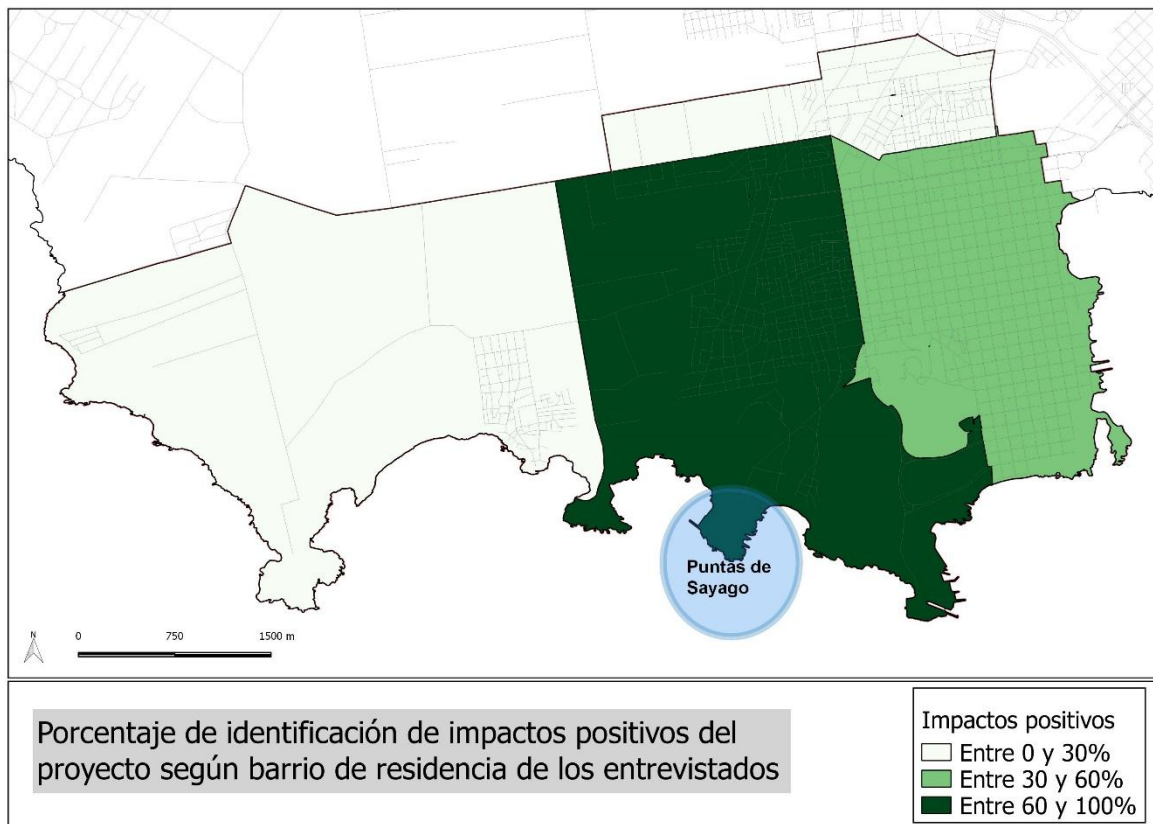 Puntas de
Sayago
N
0 750 1500 m
Porcentaje de identificación de impactos positivos del
proyecto según barrio de residencia de los entrevistados
Impactos positivos
Entre 0 y 30%
Entre 30 y 60%
Entre 60 y 100%